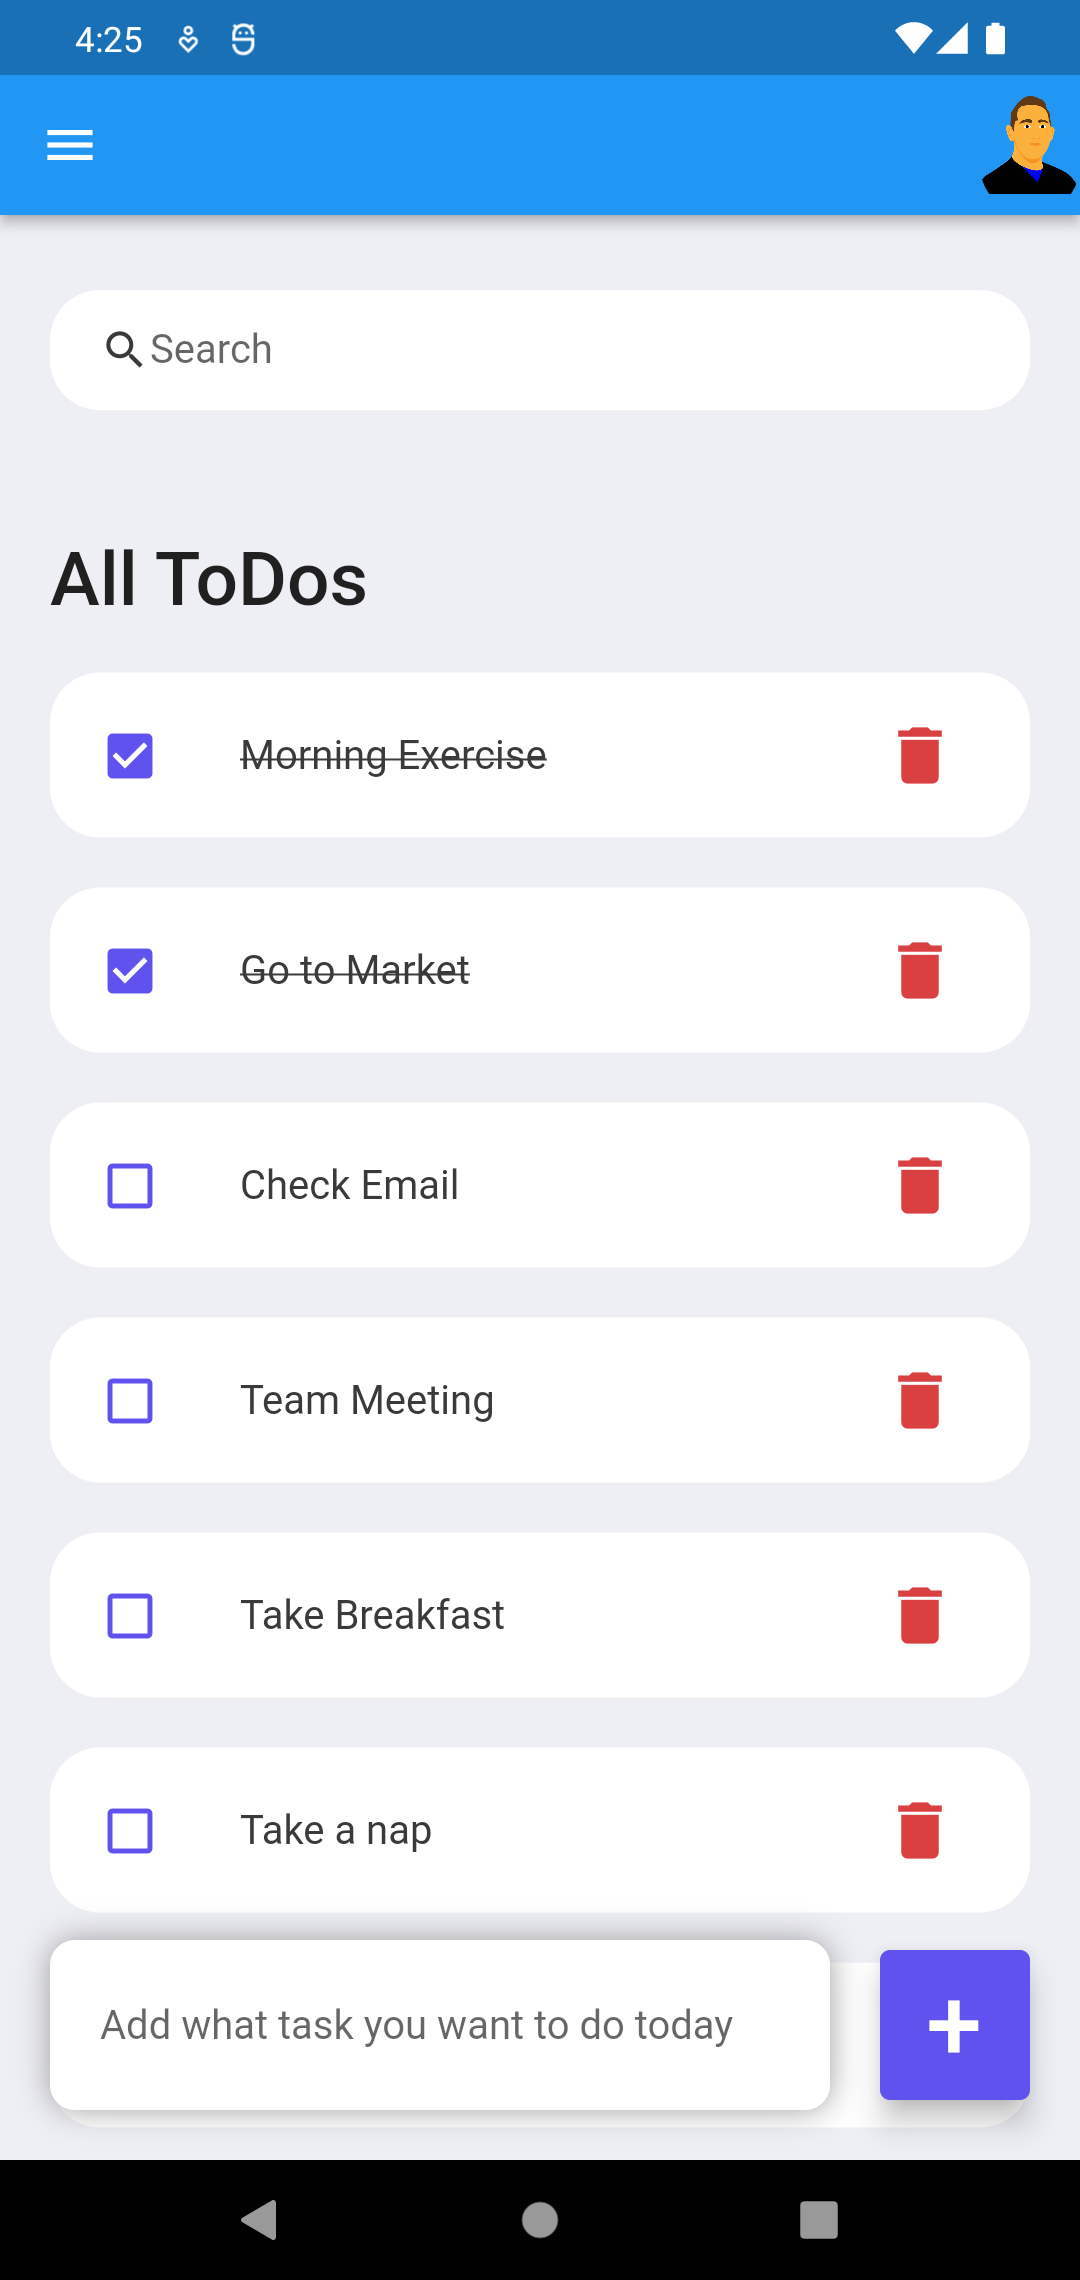 4:25
Search
All ToDos
Morning Exercise
Go to Market
Check Email
Team Meeting
Take Breakfast
Take a nap
Add what task you want to do today